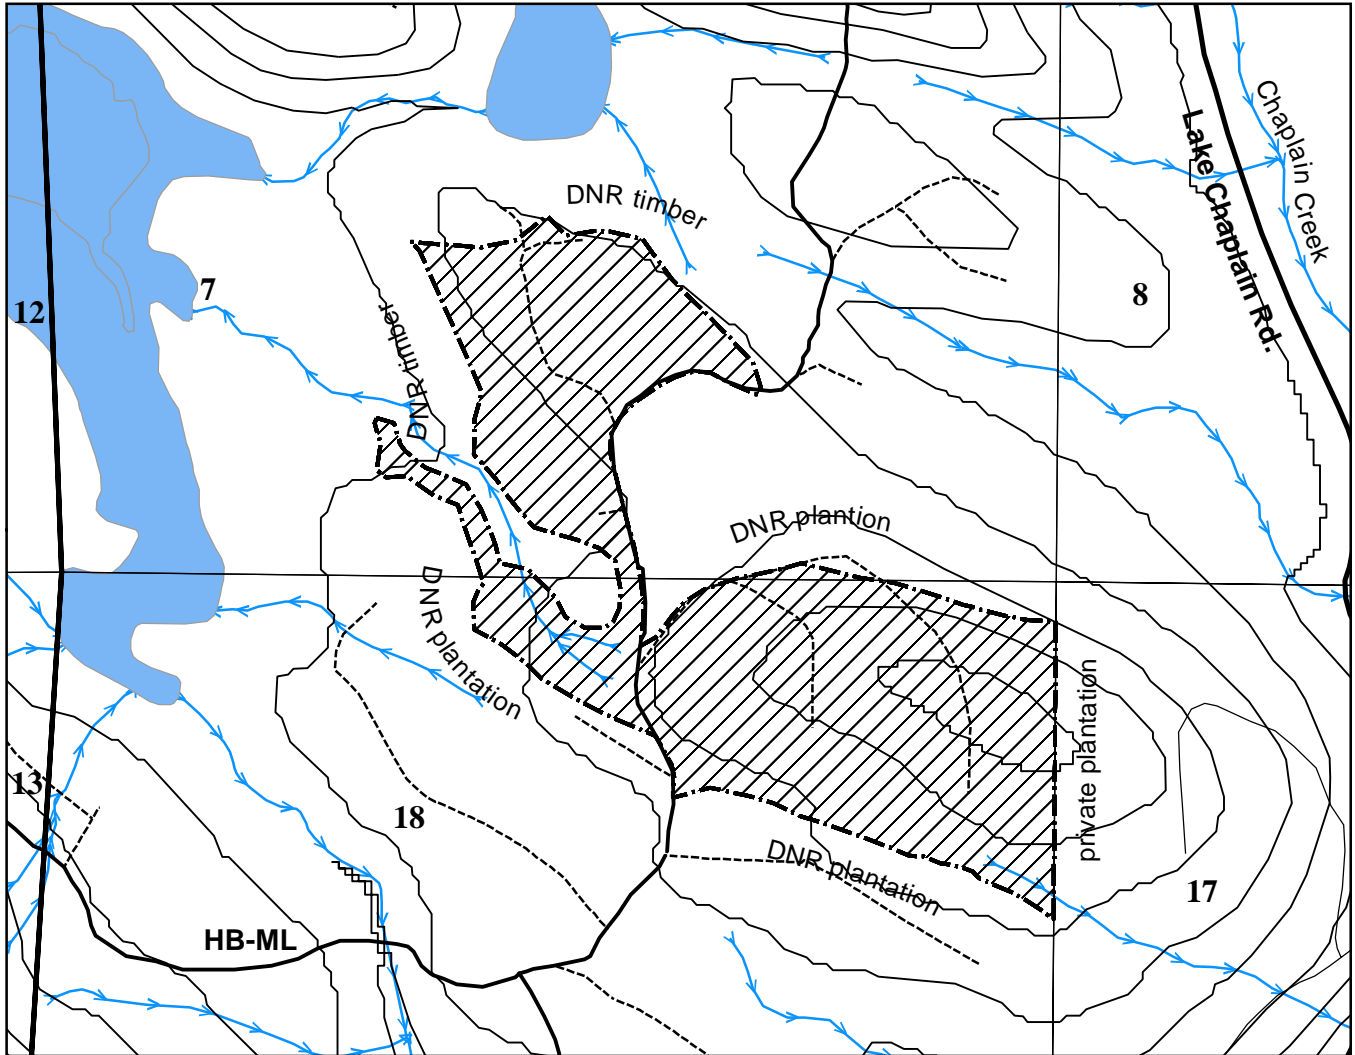 Chaplain Creek
Lake Chaplain Rd.
DNR timber
7
8
12
DNR timber
DNR plantion
DNR plantation
private plantation
13
18
DNR plantation
17
HB-ML